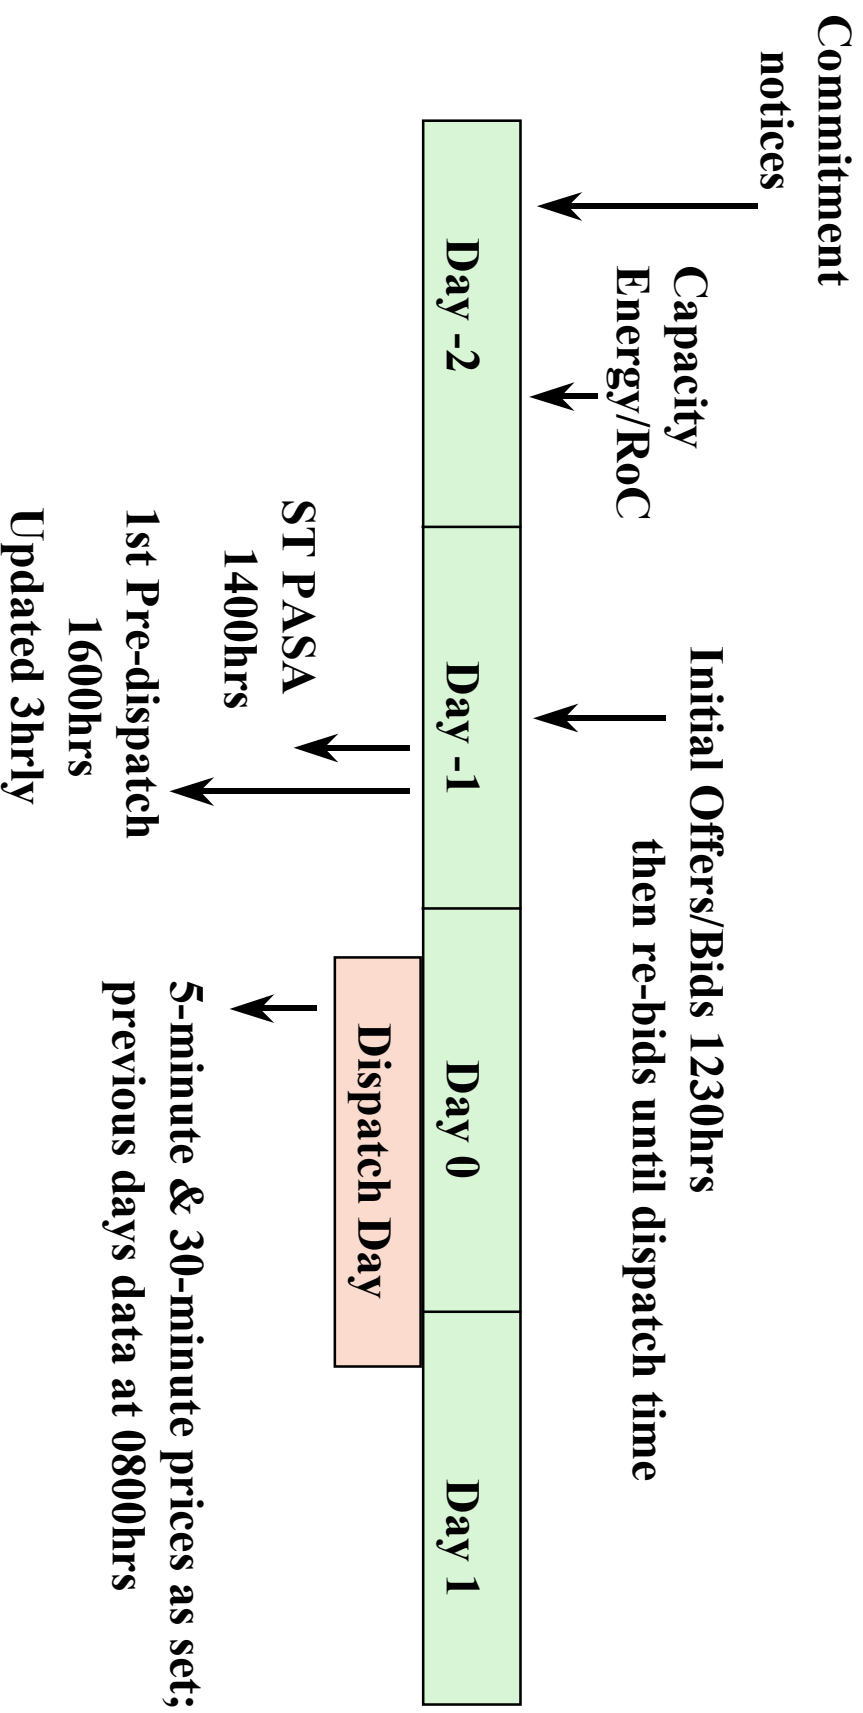 Commitment
notices
Capacity
Energy/RoC
Initial Offers/Bids 1230hrs
then re-bids until dispatch time
Day -2
Day -1
Day 0
Day 1
Dispatch Day
ST PASA
1400hrs
1st Pre-dispatch
1600hrs
Updated 3hrly
5-minute & 30-minute prices as set;
previous days data at 0800hrs